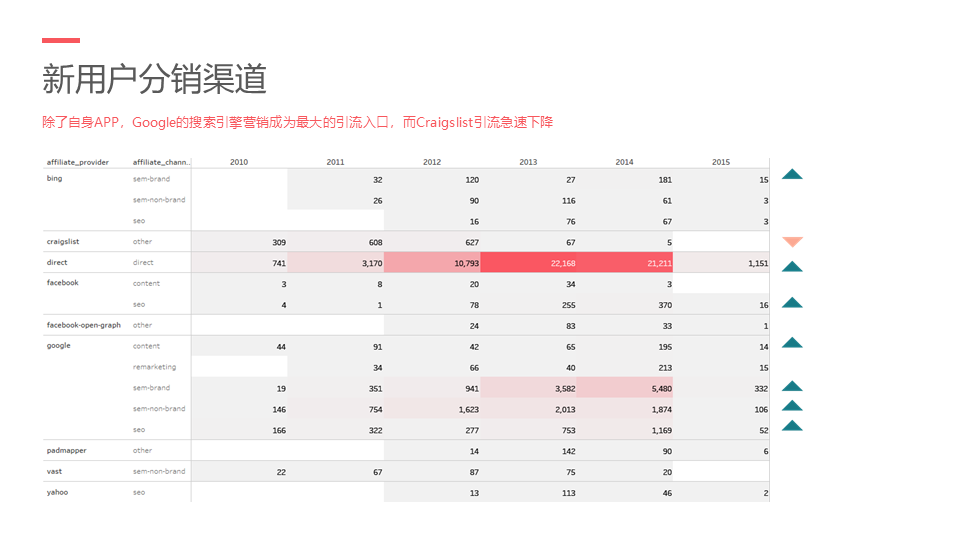 新用户分销渠道
除了自身APP，Google的搜索引擎营销成为最大的引流入口，而Craigslist引流急速下降
affiliate_provider affiliate_chann.. 2010 2011 2012 2013 2014 2015
bing sem-brand 32 120 27 181 15
sem-non-brand 26 90 116 61 3
seo 16 76 67 3
craigslist other 309 608 627 67 5
direct direct 741 3,170 10,793 22,168 21,211 1,151
facebook content 3 8 20 34 3
seo 4 1 78 255 370 16
facebook-open-graph other 24 83 33 1
google content 44 91 42 65 195 14
remarketing 34 66 40 213 15
sem-brand 19 351 941 3,582 5,480 332
sem-non-brand 146 754 1,623 2,013 1,874 106
seo 166 322 277 753 1,169 52
padmapper other 14 142 90 6
vast sem-non-brand 22 67 87 75 20
yahoo seo 13 113 46 2